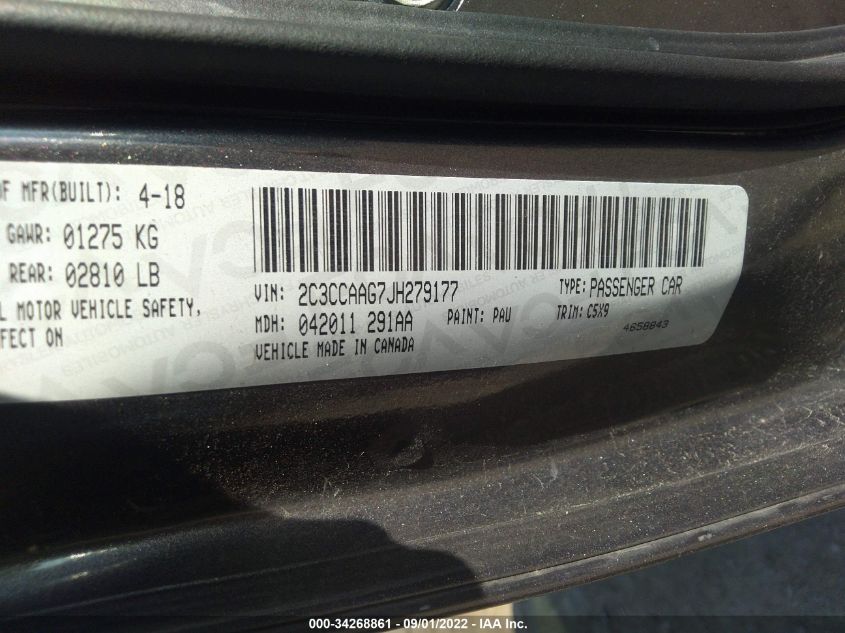 OF MFR(BUILT): 4-18
GAWR: 01275 KG
REAR: 02810 LB
L MOTOR VEHICLE SAFETY,
FFECT ON
VIN: 2C3CCAAG7JH279177
TYPE: PASSENGER CAR
MDH: 042011 291AA
PAINT: PAU
TRIM: C5X9
VEHICLE MADE IN CANADA
4658843
000-34268861 - 09/01/2022 - IAA Inc.